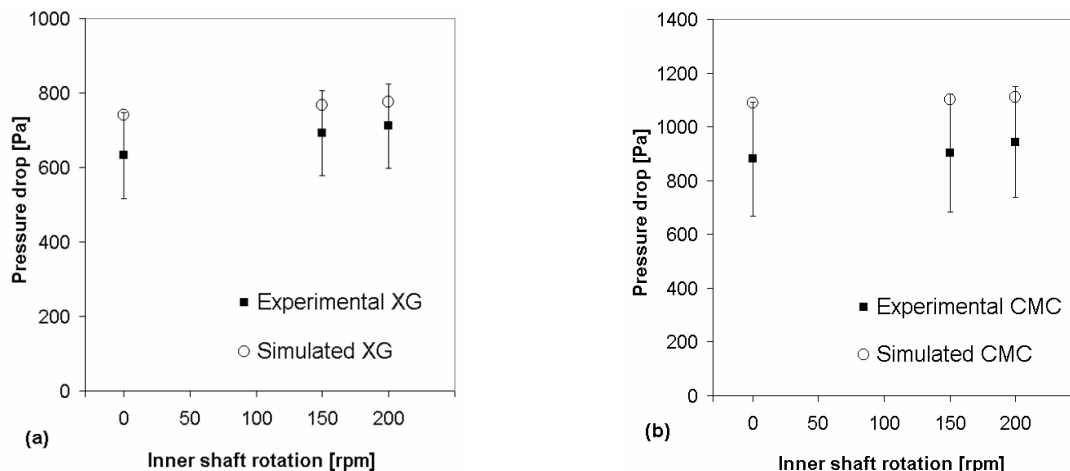 1000
800
600
400
200
0
Pressure drop [Pa]
Experimental XG
Simulated XG
0 50 100 150 200
(a)
Inner shaft rotation [rpm]
1400
1200
1000
800
600
400
200
0
Pressure drop [Pa]
Experimental CMC
Simulated CMC
0 50 100 150 200
(b)
Inner shaft rotation [rpm]